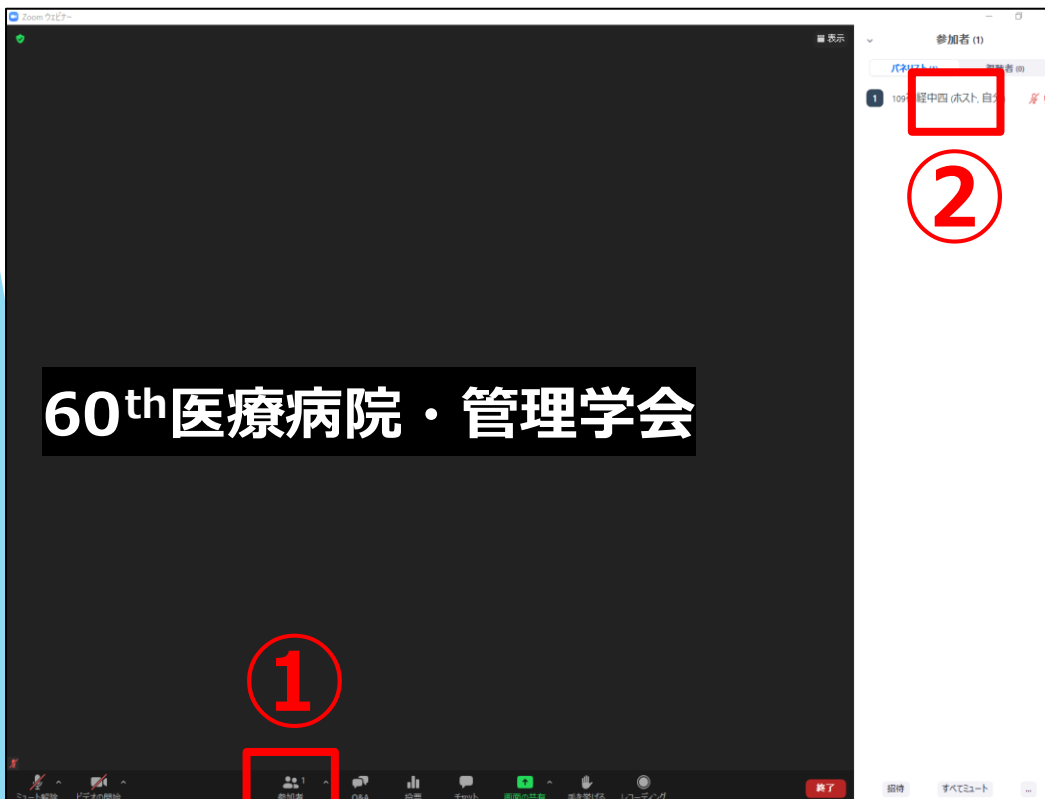 Zoom ウェビナー
表示
参加者 (1)
パネリスト (1)
視聴者 (0)
1
経中四 (ホスト, 自分)
②
60th医療病院・管理学会
①
ミュート解除
ビデオの開始
1
参加者
Q&A
投票
チャット
画面の共有
手を挙げる
レコーディング
終了
招待
すべてミュート
...